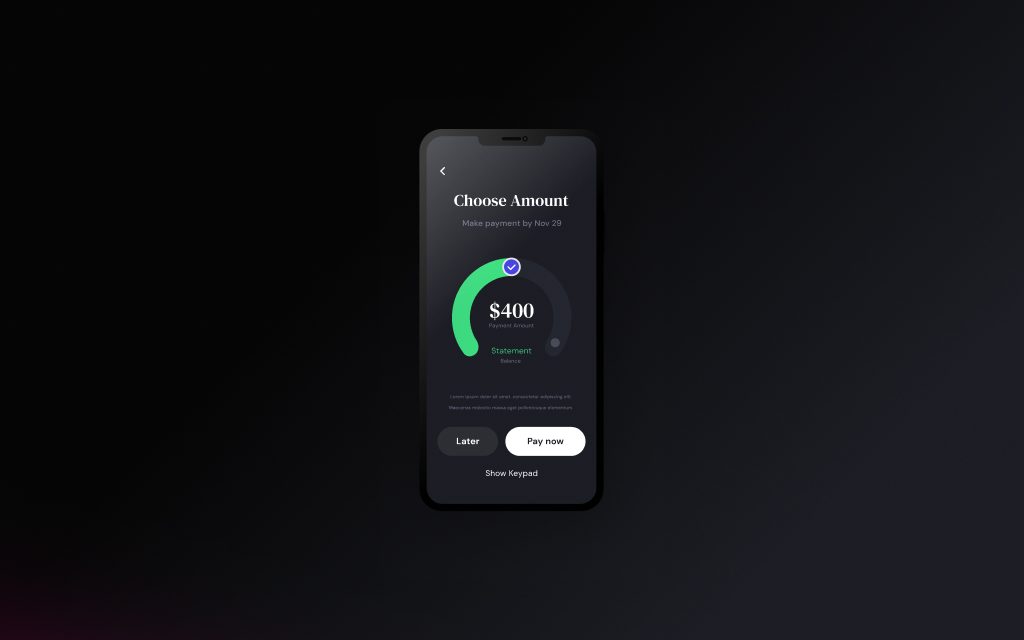 Choose Amount
Make payment by Nov 29
$400
Payment Amount
Statement
Balance
Lorem ipsum dolor sit amet, consectetur adipiscing elit.
Maecenas molestie massa eget pellentesque elementum.
Later
Pay now
Show Keypad